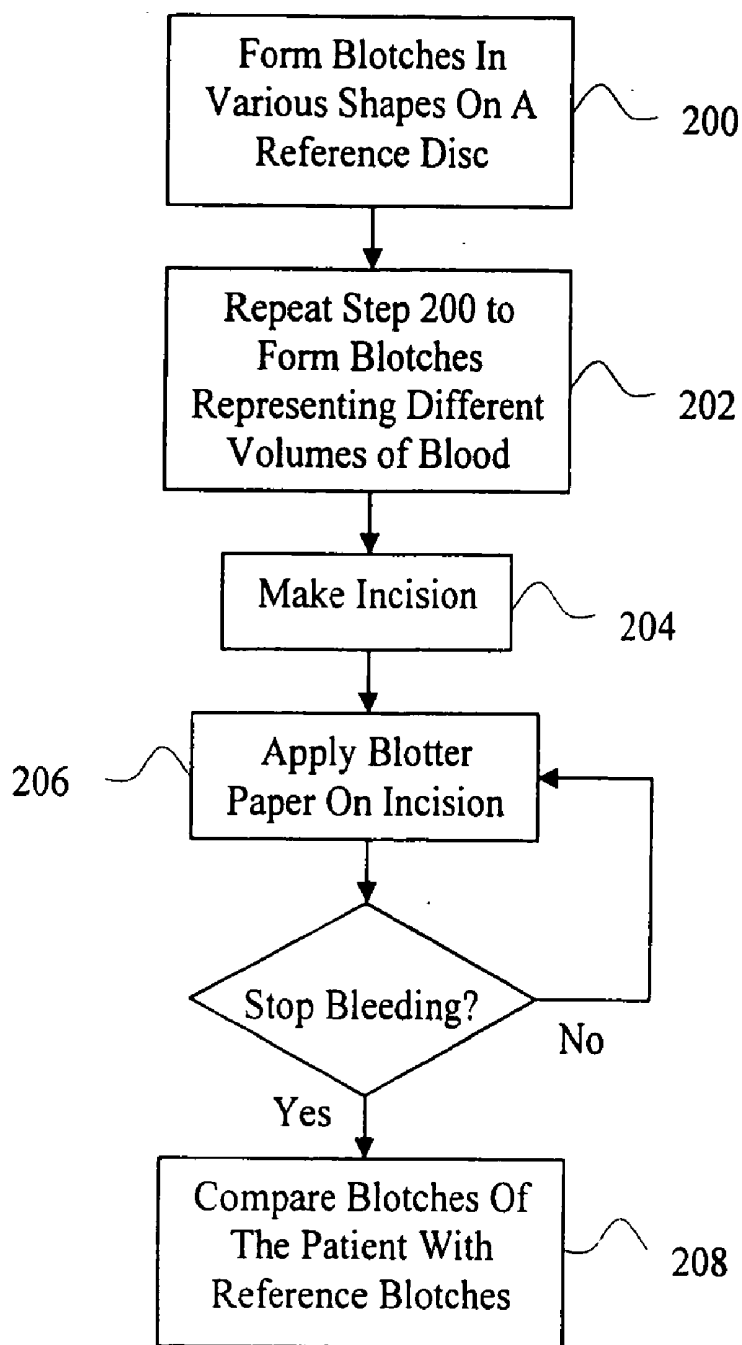 Form Blotches In
Various Shapes On A
Reference Disc
200
Repeat Step 200 to
Form Blotches
Representing Different
Volumes of Blood
202
Make Incision
204
206
Apply Blotter
Paper On Incision
Stop Bleeding?
No
Yes
Compare Blotches Of
The Patient With
Reference Blotches
208